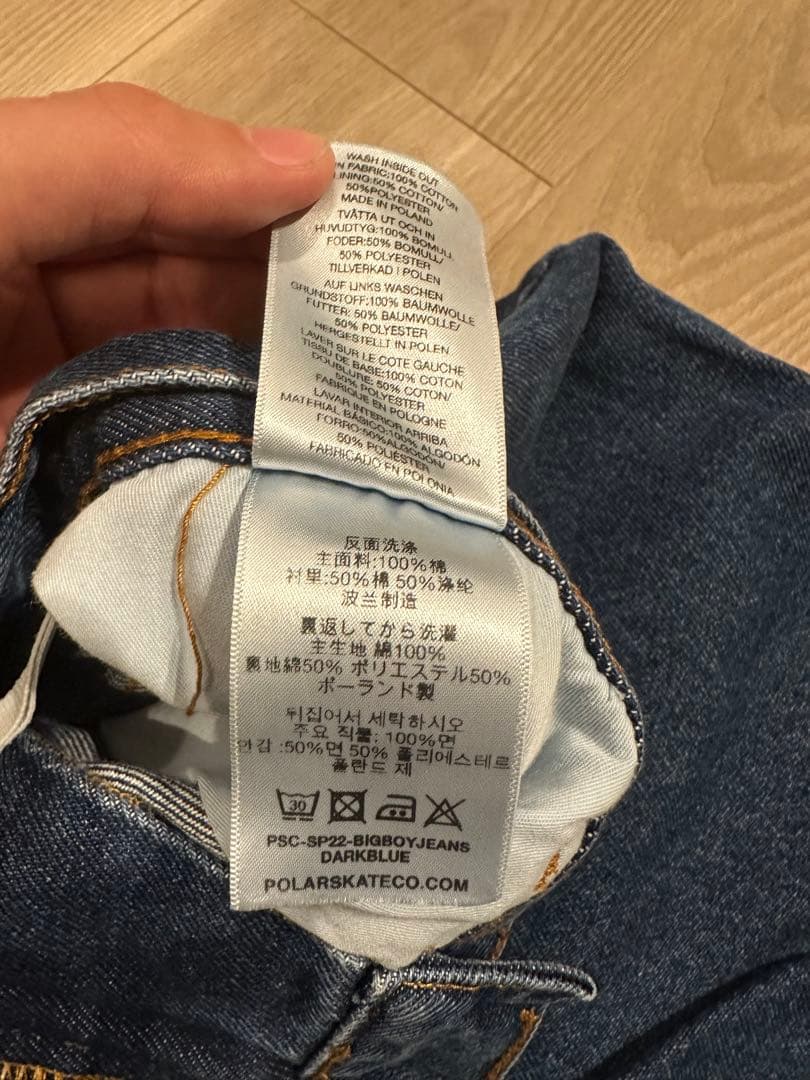 WASH INSIDE OUT
N FABRIC:100% COTTON
LINING:50% COTTON/
50%POLYESTER
MADE IN POLAND
TVÄTTA UT OCH IN
HUVUDTYG:100% BOMULL
FODER:50% BOMULL/
50% POLYESTER
TILLVERKAD I POLEN
AUF LINKS WASCHEN
GRUNDSTOFF:100% BAUMWOLLE
FUTTER: 50% BAUMWOLLE/
50% POLYESTER
HERGESTELLT IN POLEN
LAVER SUR LE COTE GAUCHE
TISSU DE BASE:100% COTON
DOUBLURE: 50% COTON/
50% POLYESTER
FABRIQUE EN POLOGNE
LAVAR INTERIOR ARRIBA
MATERIAL BÁSICO:100% ALGODÓN
FORRO:50%ALGODÓN/
50% POLIÉSTER
FABRICADO EN POLONIA
反面洗涤
主面料:100%棉
衬里:50%棉 50%涤纶
波兰制造
裏返してから洗濯
主生地 綿100%
裏地綿50% ポリエステル50%
ポーランド製
뒤집어서 세탁하시오
주요 직물: 100%면
안감 :50%면 50% 폴리에스테르
폴란드 제
30
PSC-SP22-BIGBOYJEANS
DARKBLUE
POLARSKATECO.COM